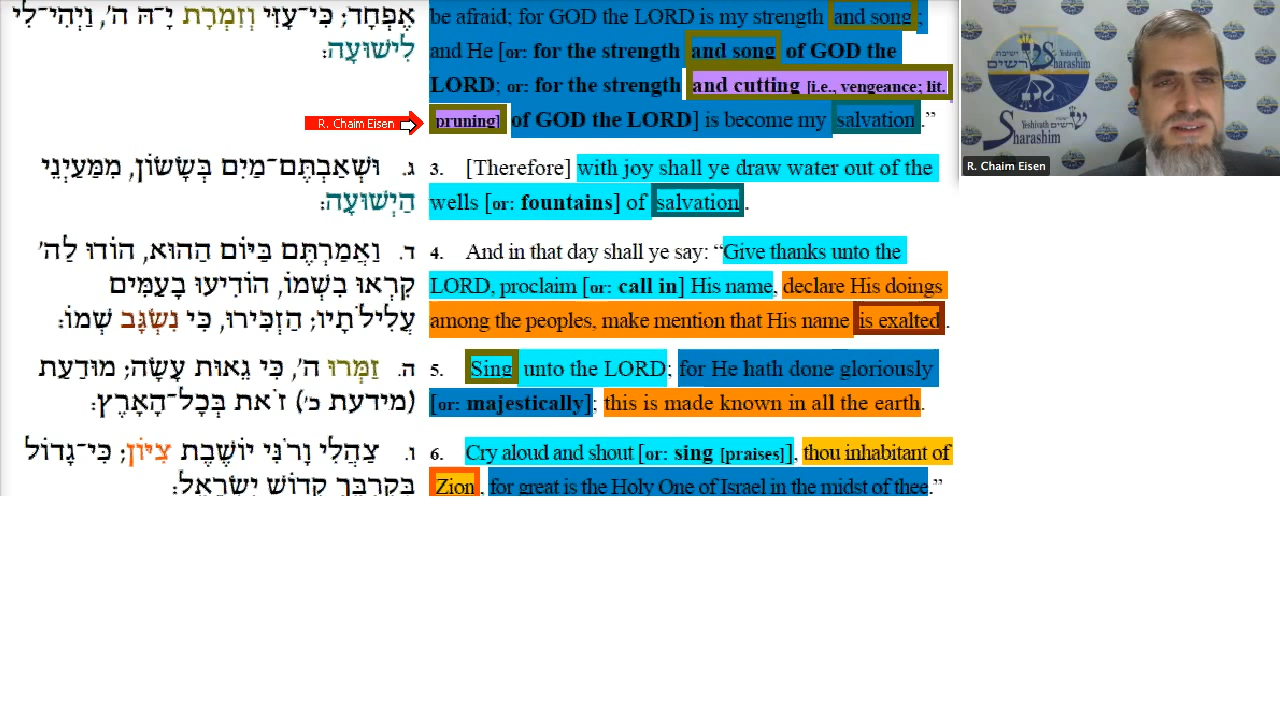 אֶפְחָד; כִּי־עָזִּי וְזִמְרָת יָ־הּ ה', וַיְהִי־לִי
לִישׁוּעָה:
be afraid; for GOD the LORD is my strength and song;
and He [or: for the strength and song of GOD the
LORD; or: for the strength and cutting [i.e., vengeance; lit.
pruning] of GOD the LORD] is become my salvation.”
R. Chaim Eisen
ג. וּשְׁאַבְתֶּם־מַיִם בְּשָׂשׂוֹן, מִמַּעַיְנֵי
הַיְשׁוּעָה:
3. [Therefore] with joy shall ye draw water out of the
wells [or: fountains] of salvation.
ד. וַאֲמַרְתֶּם בַּיּוֹם הַהוּא, הוֹדוּ לַה'
קִרְאוּ בִשְׁמוֹ, הוֹדִיעוּ בָעַמִּים
עֲלִילֹתָיו; הַזְכִּירוּ, כִּי נִשְׂגָּב שְׁמוֹ:
4. And in that day shall ye say: “Give thanks unto the
LORD, proclaim [or: call in] His name, declare His doings
among the peoples, make mention that His name is exalted.
ה. זַמְּרוּ ה', כִּי גֵאוּת עָשָׂה; מוּדַעַת
(מידעת כ') זֹאת בְּכָל־הָאָרֶץ:
5. Sing unto the LORD; for He hath done gloriously
[or: majestically]; this is made known in all the earth.
ו. צַהֲלִי וָרֹנִּי יוֹשֶׁבֶת צִיּוֹן; כִּי־גָדוֹל
בְּקִרְבֵּךְ קְדוֹשׁ יִשְׂרָאֵל:
6. Cry aloud and shout [or: sing [praises]], thou inhabitant of
Zion, for great is the Holy One of Israel in the midst of thee.”
ישיבת
שרשים
Yeshivath
Sharashim
R. Chaim Eisen